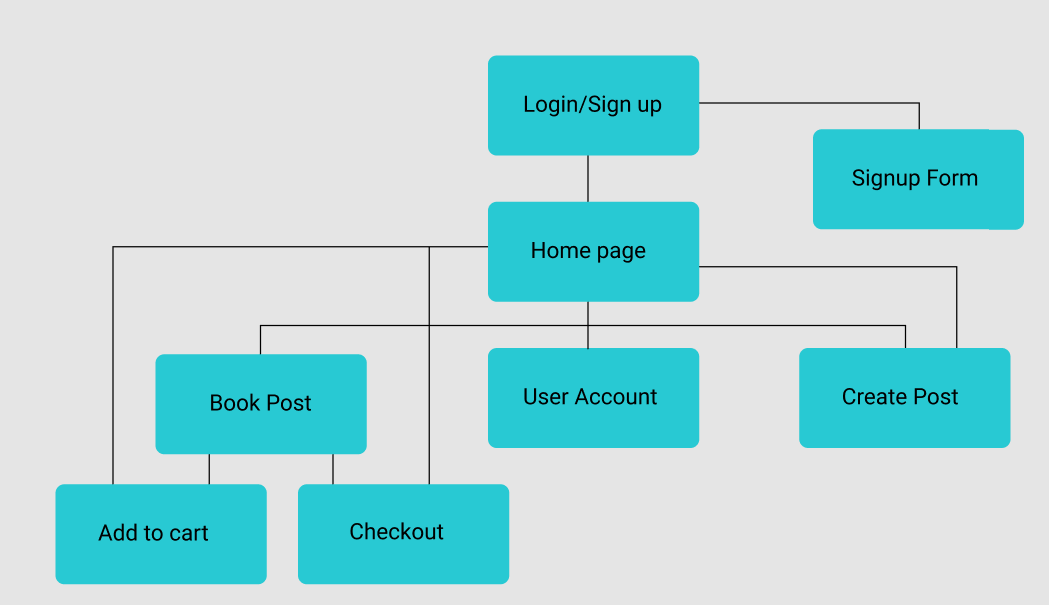 Login/Sign up
Signup Form
Home page
Book Post
User Account
Create Post
Add to cart
Checkout